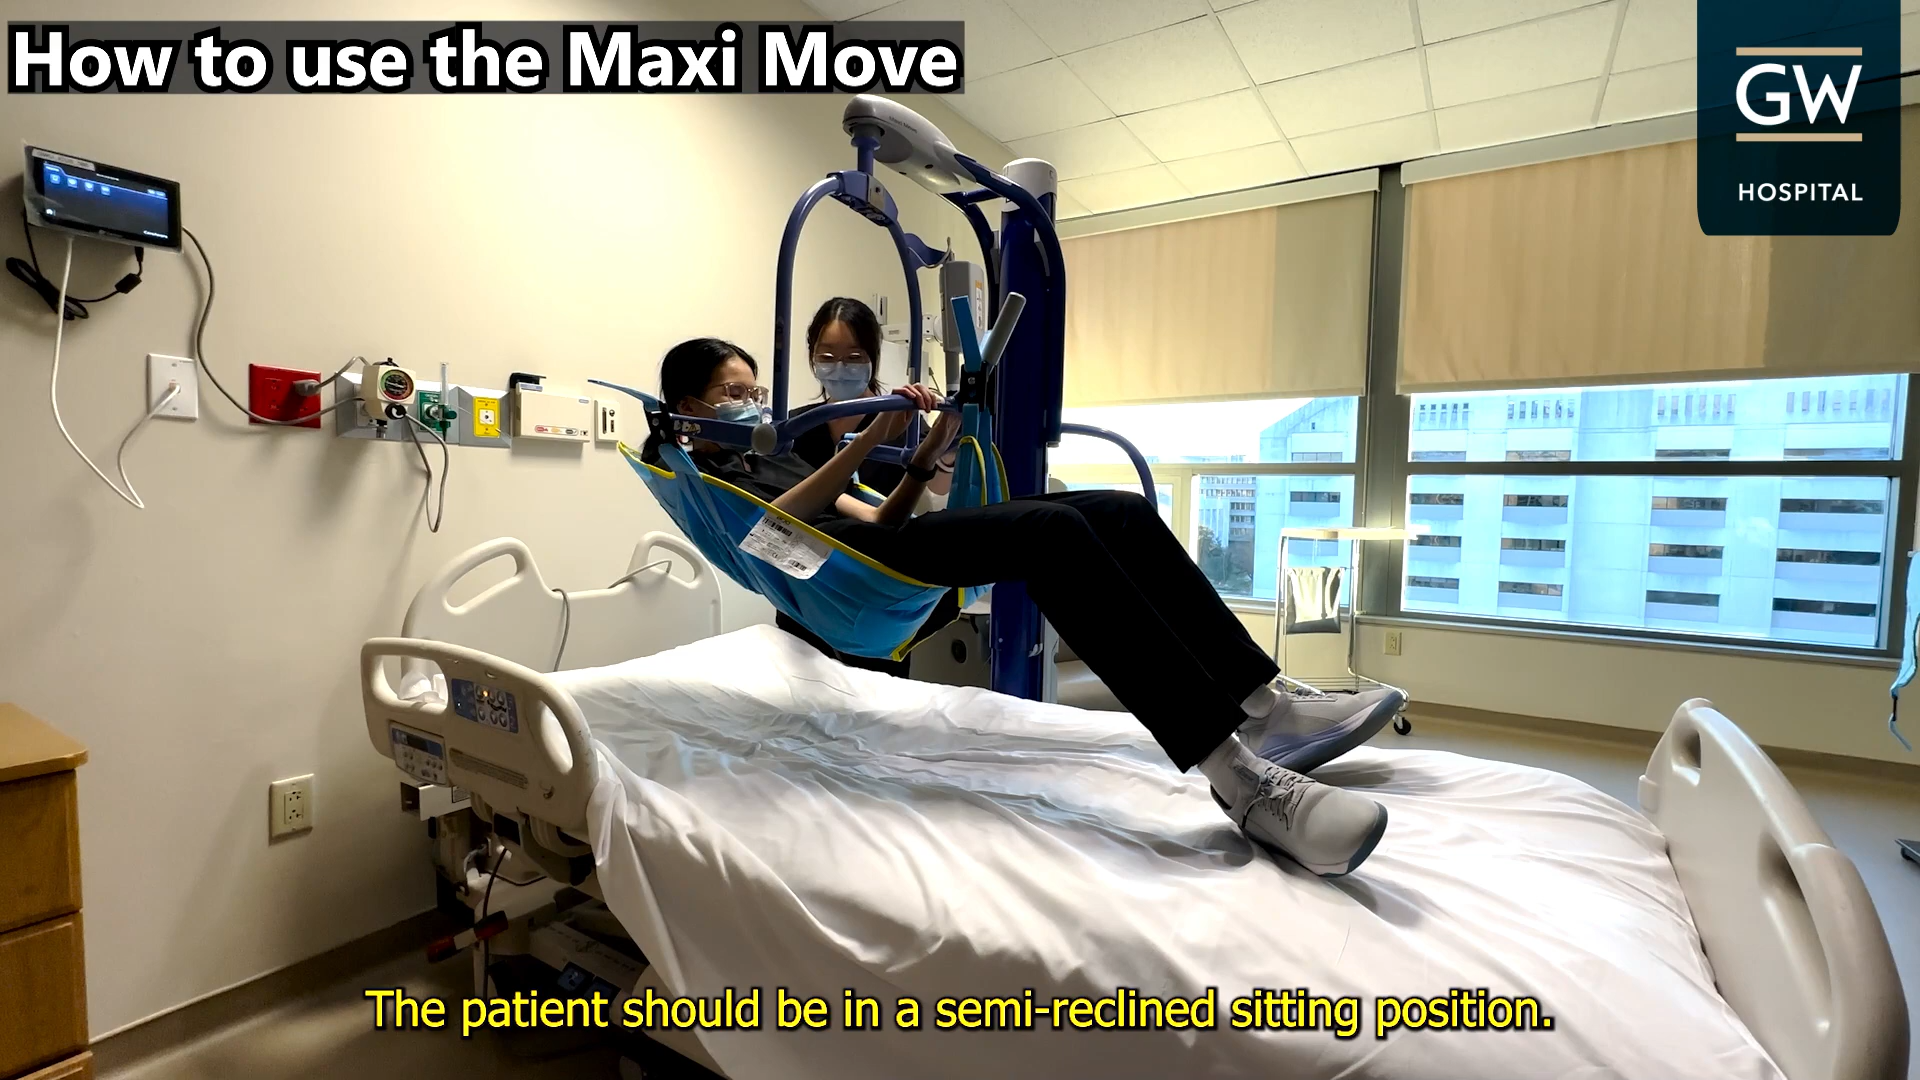 How to use the Maxi Move
GW
HOSPITAL
The patient should be in a semi-reclined sitting position.